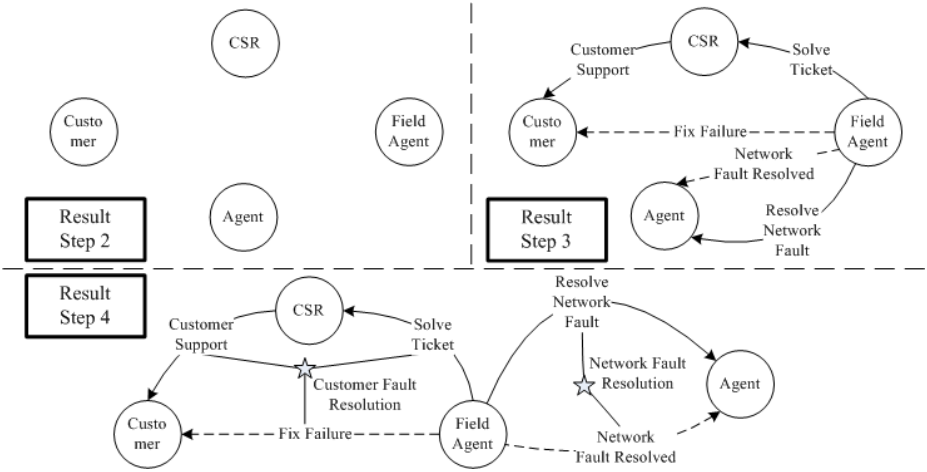 CSR
Custo
mer
Field
Agent
Agent
Result
Step 2
CSR
Customer
Support
Solve
Ticket
Custo
mer
Fix Failure
Field
Agent
Network
Fault Resolved
Agent
Resolve
Network
Fault
Result
Step 3
Result
Step 4
CSR
Customer
Support
Solve
Ticket
Customer Fault
Resolution
Custo
mer
Fix Failure
Field
Agent
Resolve
Network
Fault
Network Fault
Resolution
Agent
Network
Fault Resolved